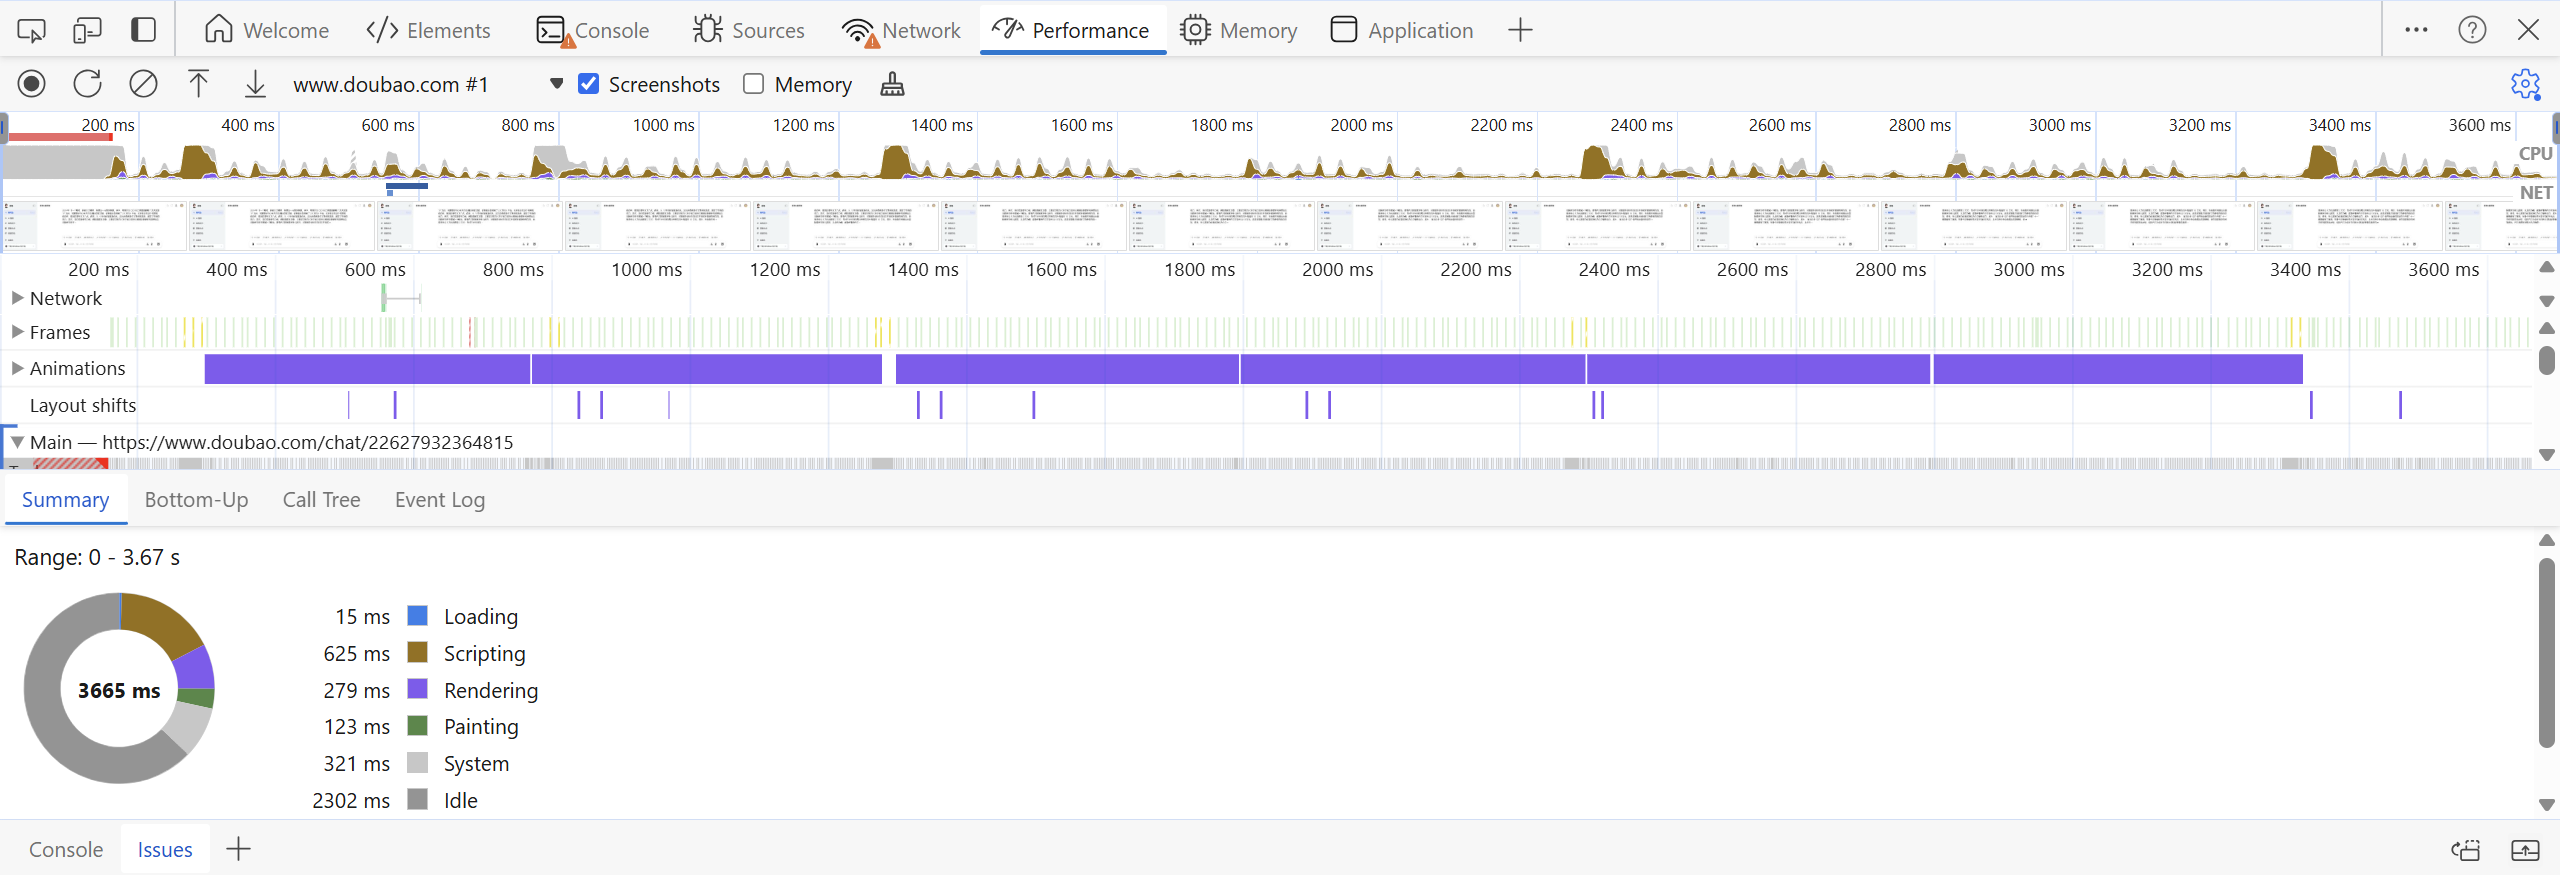 Welcome Elements Console Sources Network Performance Memory Application
www.doubao.com #1 Screenshots Memory
200 ms 400 ms 600 ms 800 ms 1000 ms 1200 ms 1400 ms 1600 ms 1800 ms 2000 ms 2200 ms 2400 ms 2600 ms 2800 ms 3000 ms 3200 ms 3400 ms 3600 ms
CPU
NET
200 ms 400 ms 600 ms 800 ms 1000 ms 1200 ms 1400 ms 1600 ms 1800 ms 2000 ms 2200 ms 2400 ms 2600 ms 2800 ms 3000 ms 3200 ms 3400 ms 3600 ms
Network
Frames
Animations
Layout shifts
Main — https://www.doubao.com/chat/22627932364815
Summary Bottom-Up Call Tree Event Log
Range: 0 - 3.67 s
3665 ms
15 ms Loading
625 ms Scripting
279 ms Rendering
123 ms Painting
321 ms System
2302 ms Idle
Console Issues